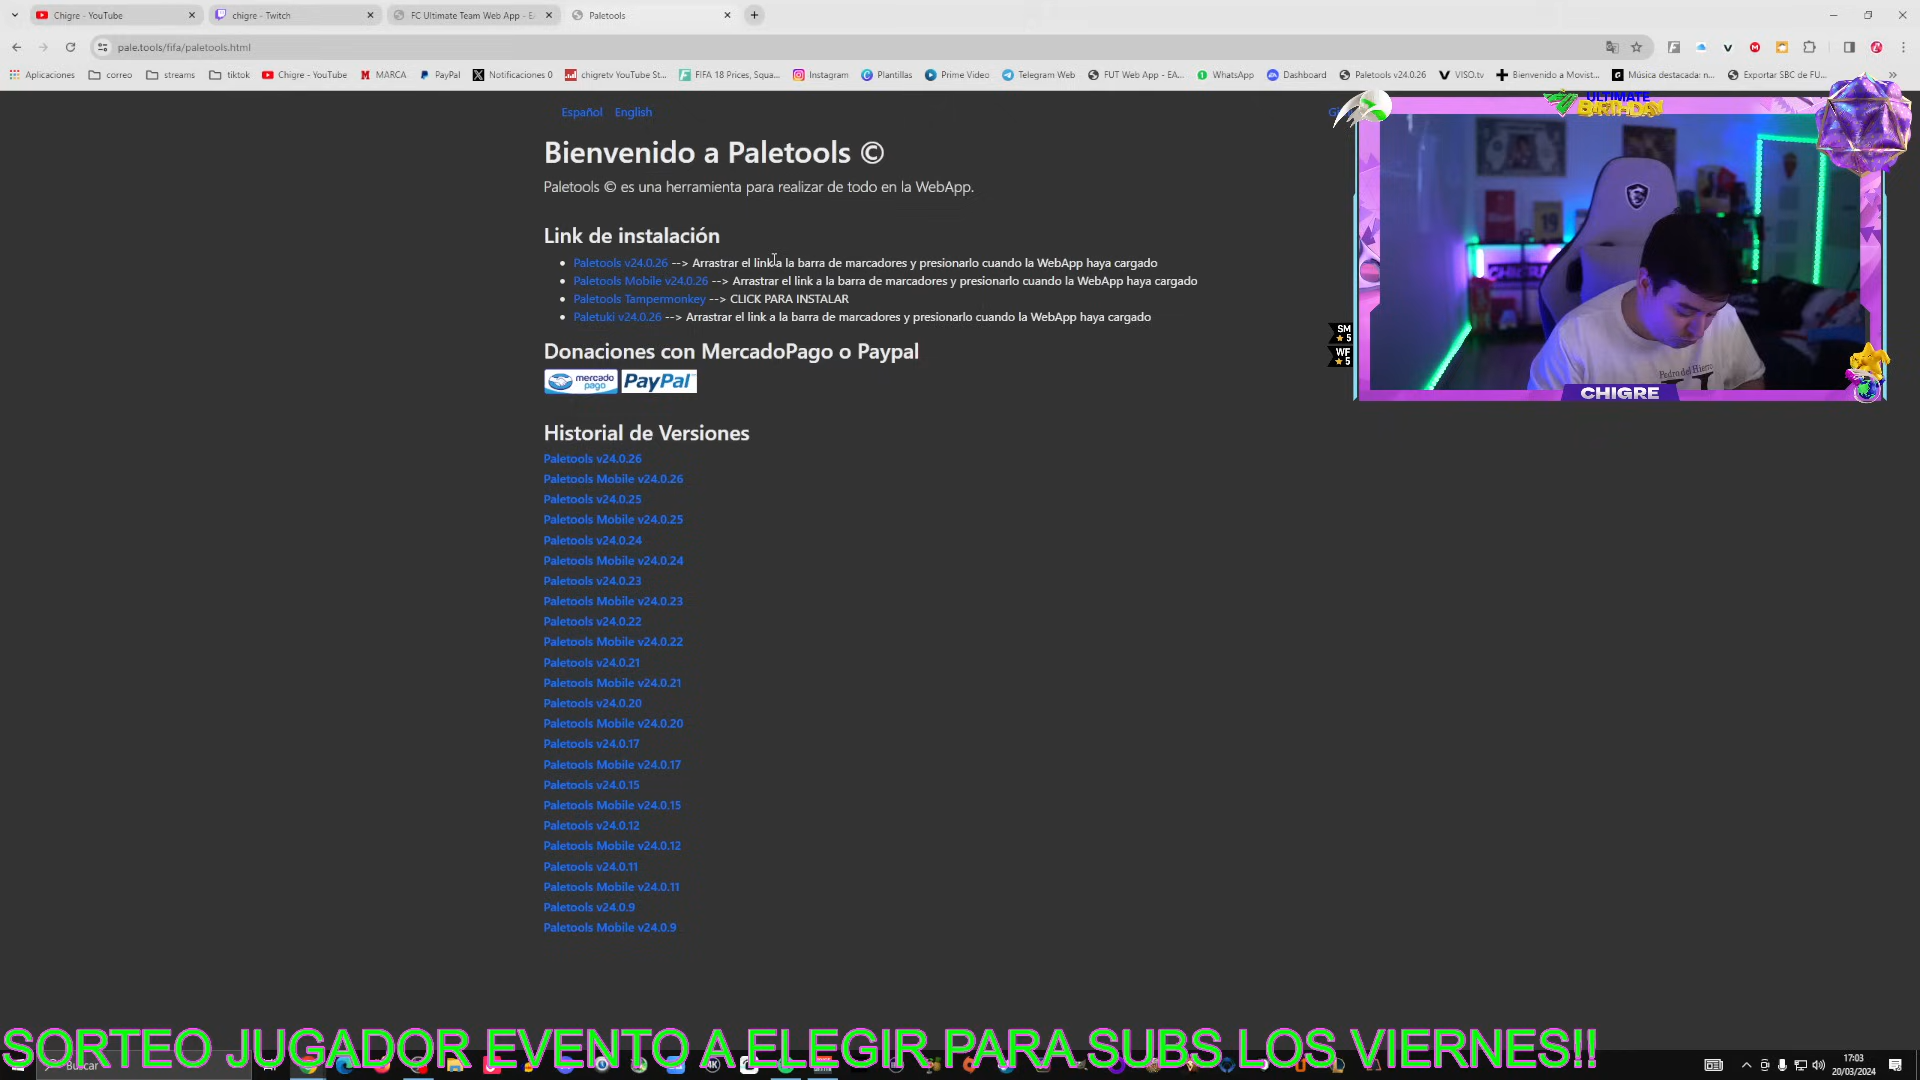 Chigre - YouTube
chigre - Twitch
FC Ultimate Team Web App - EA
Paletools
pale.tools/fifa/paletools.html
Aplicaciones
correo
streams
tiktok
Chigre - YouTube
MARCA
PayPal
Notificaciones 0
chigretv YouTube St...
FIFA 18 Prices, Squa...
Instagram
Plantillas
Prime Video
Telegram Web
FUT Web App - EA...
WhatsApp
Dashboard
Paletools v24.0.26
VISO.tv
Bienvenido a Movist...
Música destacada: n...
Exportar SBC de FU...
Español English
Bienvenido a Paletools ©
Paletools © es una herramienta para realizar de todo en la WebApp.
Link de instalación
Paletools v24.0.26 --> Arrastrar el link a la barra de marcadores y presionarlo cuando la WebApp haya cargado
Paletools Mobile v24.0.26 --> Arrastrar el link a la barra de marcadores y presionarlo cuando la WebApp haya cargado
Paletools Tampermonkey --> CLICK PARA INSTALAR
Paletuki v24.0.26 --> Arrastrar el link a la barra de marcadores y presionarlo cuando la WebApp haya cargado
Donaciones con MercadoPago o Paypal
mercado pago
PayPal
Historial de Versiones
Paletools v24.0.26
Paletools Mobile v24.0.26
Paletools v24.0.25
Paletools Mobile v24.0.25
Paletools v24.0.24
Paletools Mobile v24.0.24
Paletools v24.0.23
Paletools Mobile v24.0.23
Paletools v24.0.22
Paletools Mobile v24.0.22
Paletools v24.0.21
Paletools Mobile v24.0.21
Paletools v24.0.20
Paletools Mobile v24.0.20
Paletools v24.0.17
Paletools Mobile v24.0.17
Paletools v24.0.15
Paletools Mobile v24.0.15
Paletools v24.0.12
Paletools Mobile v24.0.12
Paletools v24.0.11
Paletools Mobile v24.0.11
Paletools v24.0.9
Paletools Mobile v24.0.9
ULTIMATE
BIRTHDAY
19
SM
★ 5
WF
★ 5
Pedro del Hierro
CHIGRE
SORTEO JUGADOR EVENTO A ELEGIR PARA SUBS LOS VIERNES!!
Buscar
17:03
20/03/2024